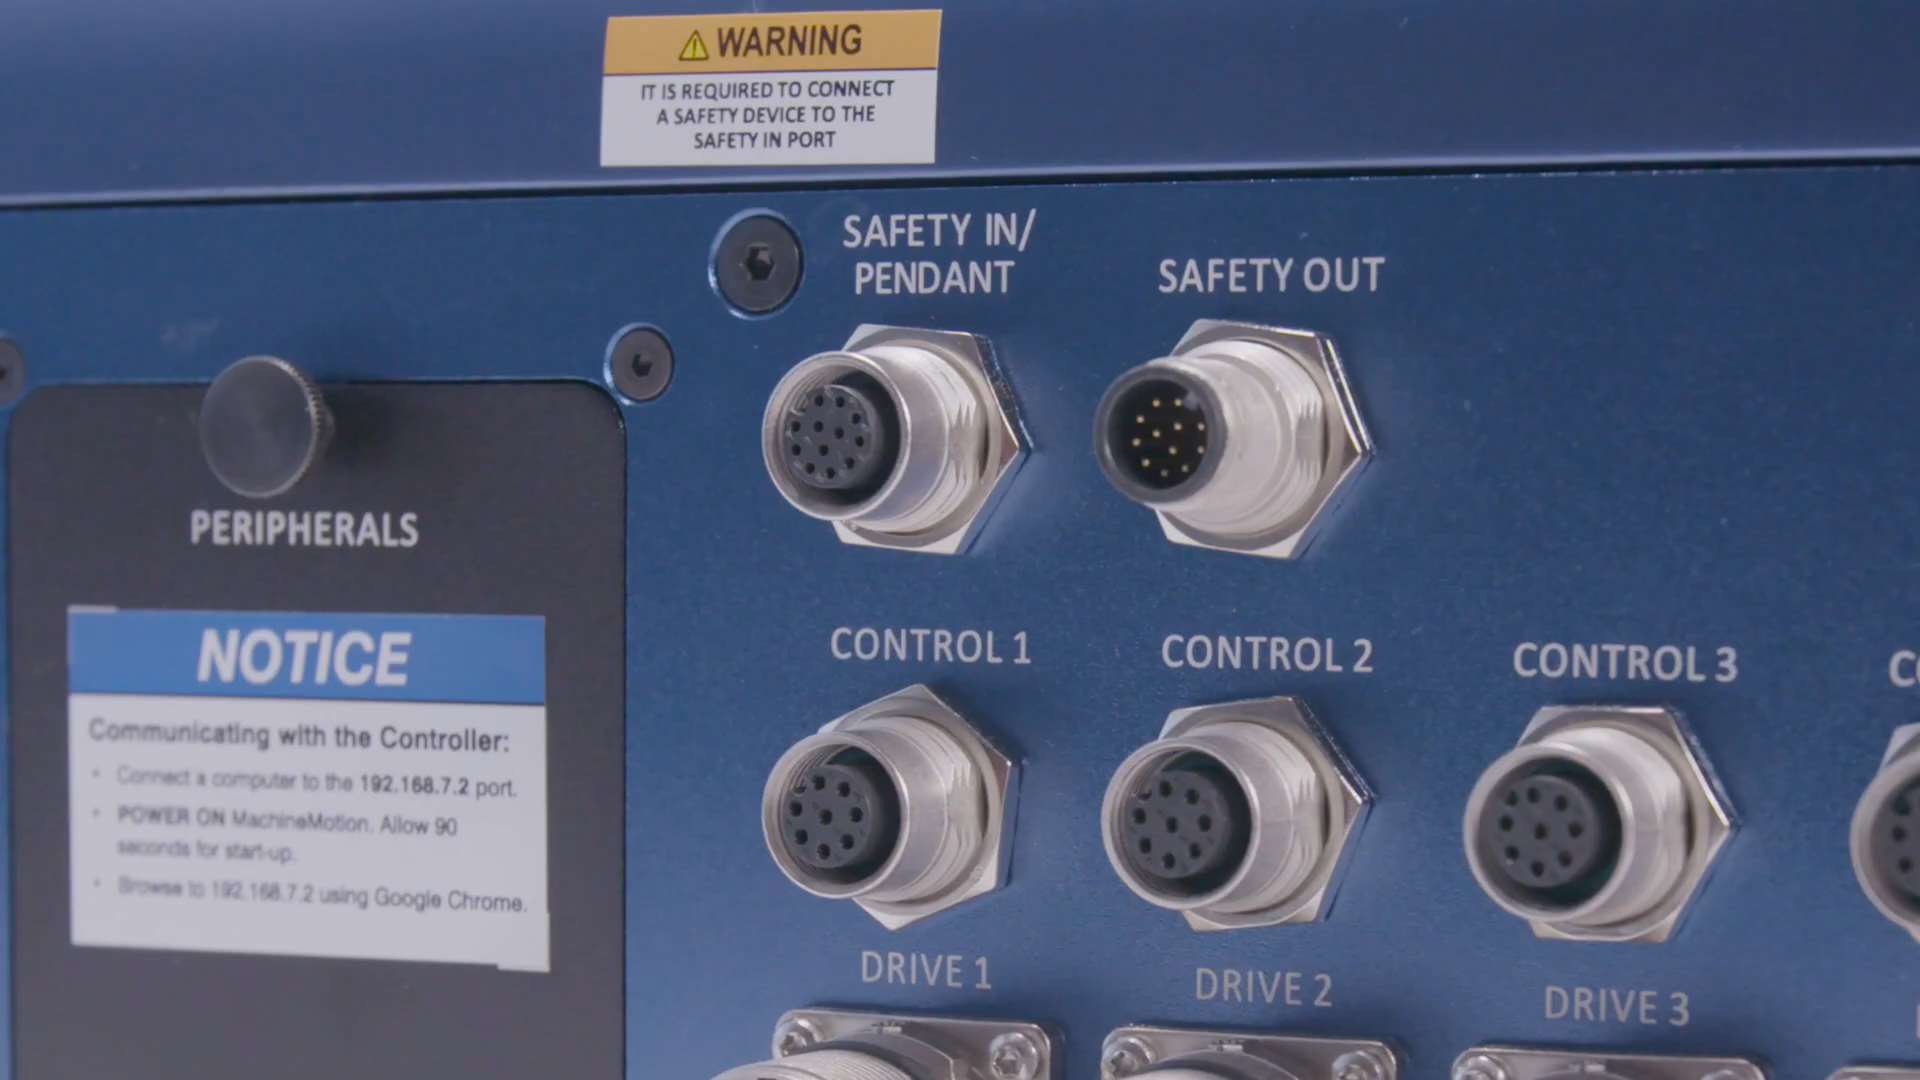 WARNING
IT IS REQUIRED TO CONNECT
A SAFETY DEVICE TO THE
SAFETY IN PORT
SAFETY IN/
PENDANT
SAFETY OUT
PERIPHERALS
NOTICE
Communicating with the Controller:
• Connect a computer to the 192.168.7.2 port.
• POWER ON MachineMotion. Allow 90
seconds for start-up.
• Browse to 192.168.7.2 using Google Chrome.
CONTROL 1
CONTROL 2
CONTROL 3
DRIVE 1
DRIVE 2
DRIVE 3